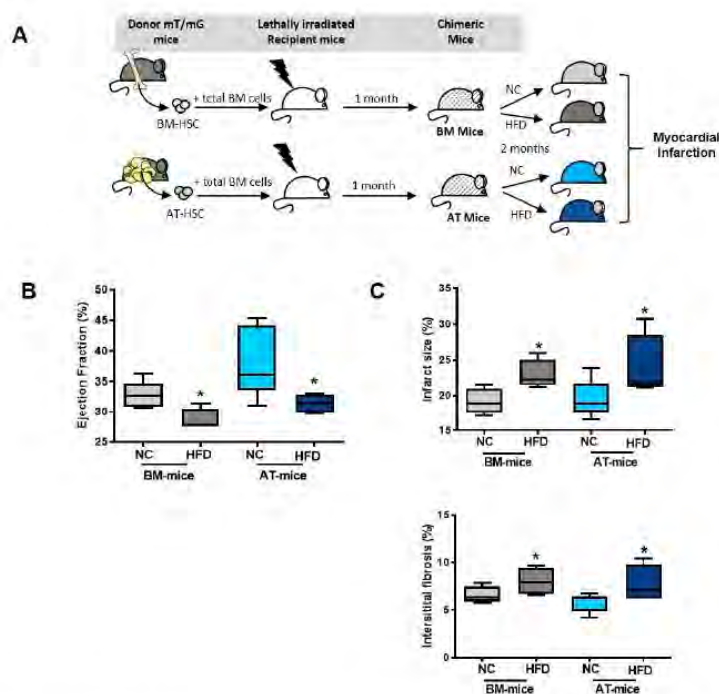 A
Donor mT/mG mice
Lethally irradiated Recipient mice
Chimeric Mice
+ total BM cells
BM-HSC
1 month
BM Mice
NC
HFD
2 months
+ total BM cells
AT-HSC
1 month
AT Mice
NC
HFD
Myocardial Infarction
B
Ejection Fraction (%)
50
45
40
35
30
25
NC HFD NC HFD
BM-mice AT-mice
*
*
C
Infarct size (%)
35
30
25
20
15
NC HFD NC HFD
BM-mice AT-mice
*
*
Intersitital fibrosis (%)
15
10
5
0
NC HFD NC HFD
BM-mice AT-mice
*
*